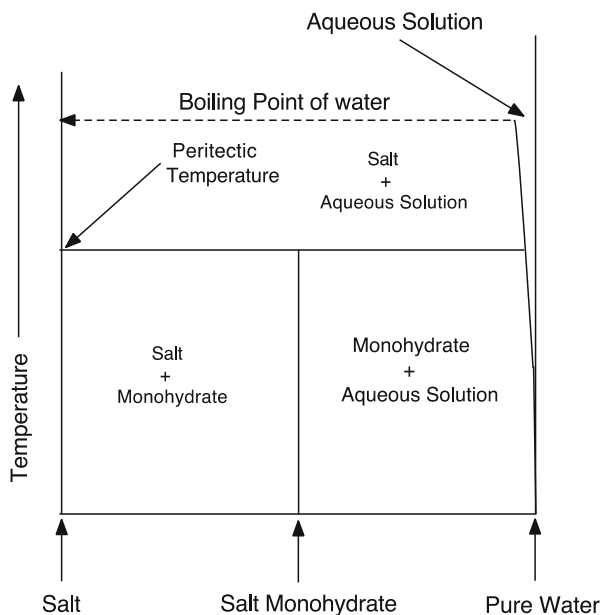 Aqueous Solution
Boiling Point of water
Peritectic
Temperature
Salt
+
Aqueous Solution
Temperature
Salt
+
Monohydrate
Monohydrate
+
Aqueous Solution
Salt
Salt Monohydrate
Pure Water